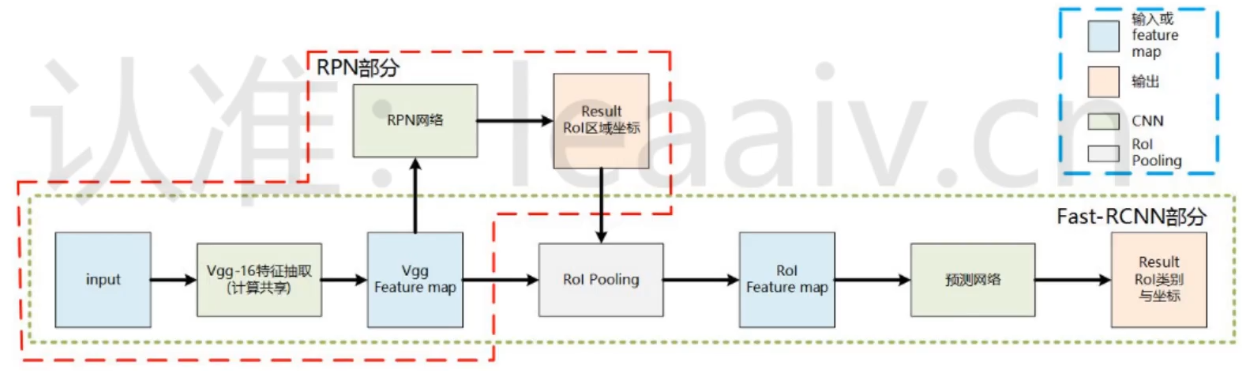 认准：leaaiv.cn
输入或
feature
map
输出
CNN
RoI
Pooling
RPN部分
RPN网络
Result
RoI区域坐标
Fast-RCNN部分
input
Vgg-16特征抽取
(计算共享)
Vgg
Feature map
RoI Pooling
RoI
Feature map
预测网络
Result
RoI类别
与坐标